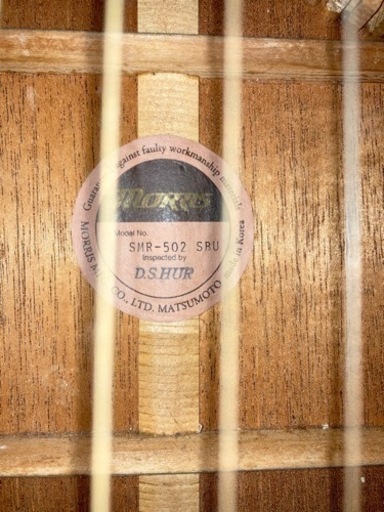 Guarantee against faulty workmanship
MORRIS
Model No.
SMR-502 SRU
Inspected by
D.S.HUR
made in Korea
MORRIS CO., LTD. MATSUMOTO